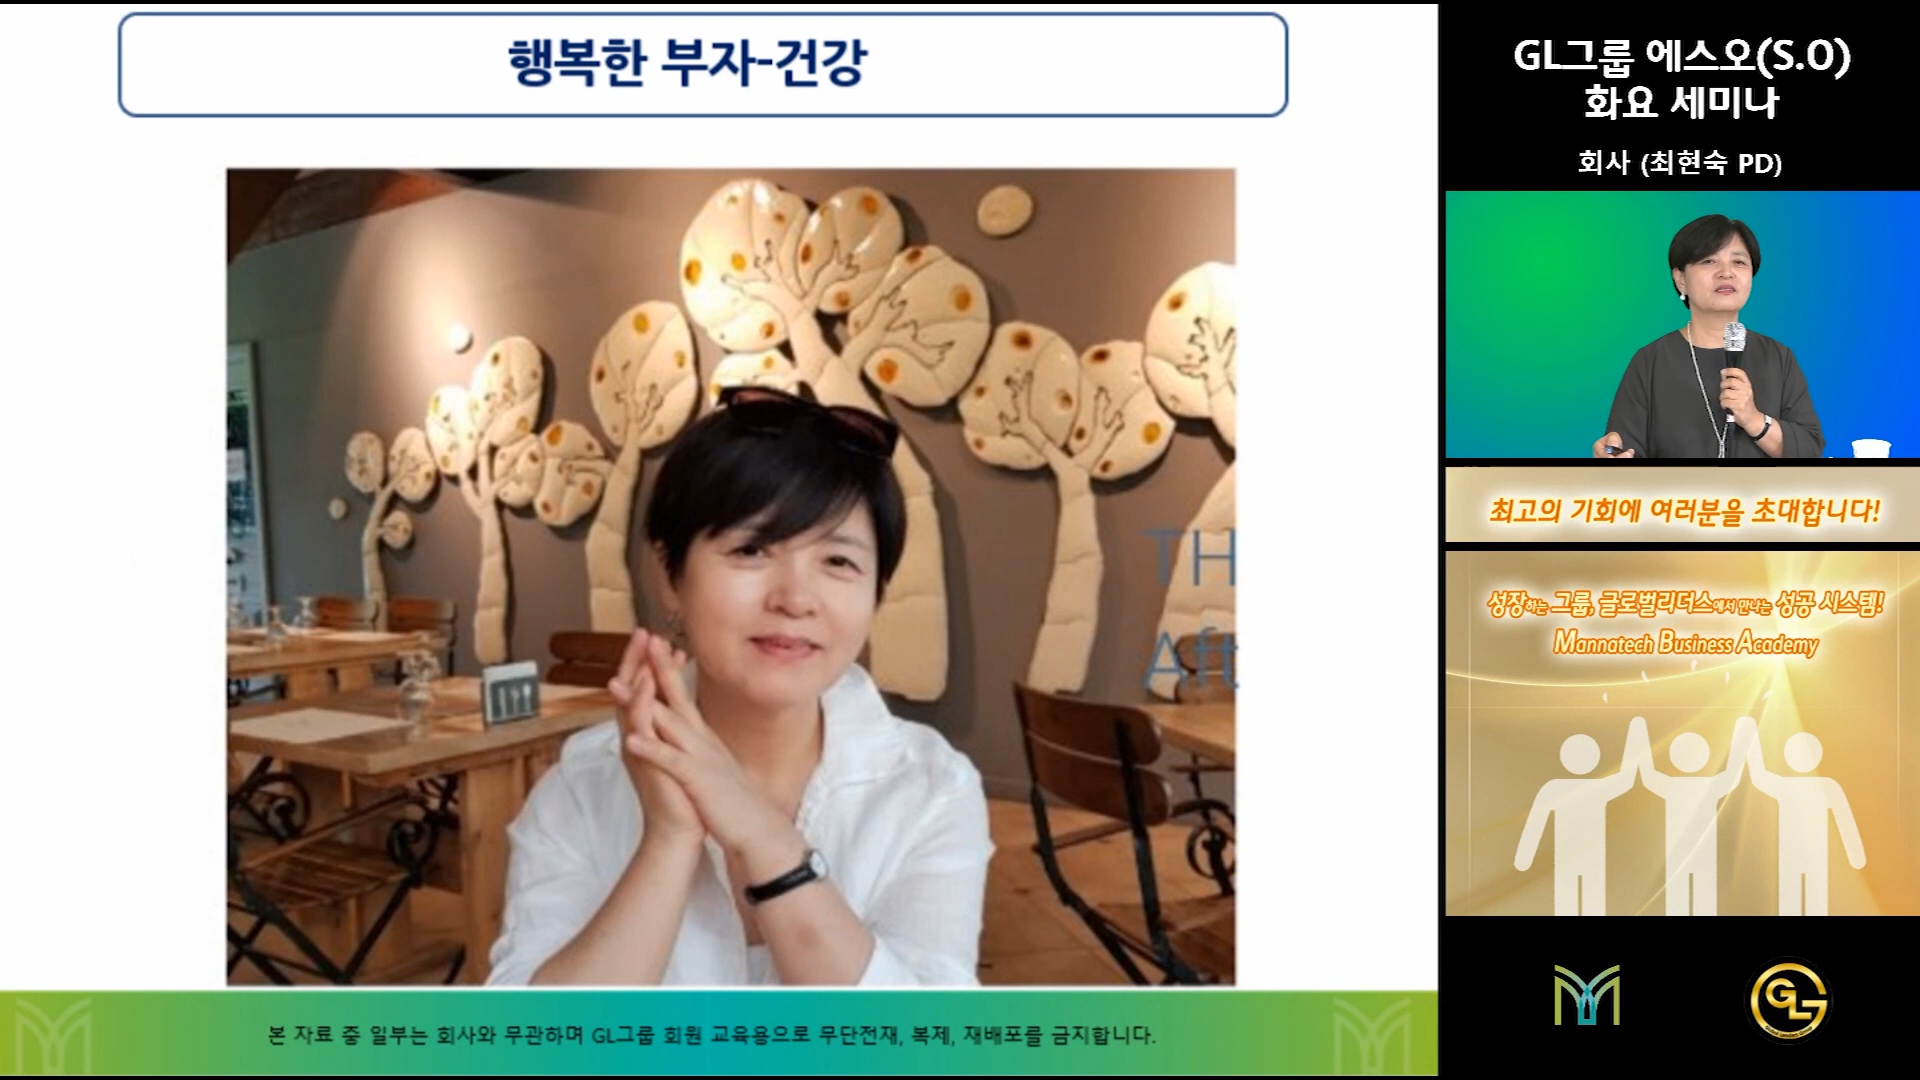 행복한 부자-건강
TH
Aft
본 자료 중 일부는 회사와 무관하며 GL그룹 회원 교육용으로 무단전재, 복제, 재배포를 금지합니다.
GL그룹 에스오(S.O)
화요 세미나
회사 (최현숙 PD)
최고의 기회에 여러분을 초대합니다!
성장하는 그룹, 글로벌리더스에서 만나는 성공 시스템!
Mannatech Business Academy
GL